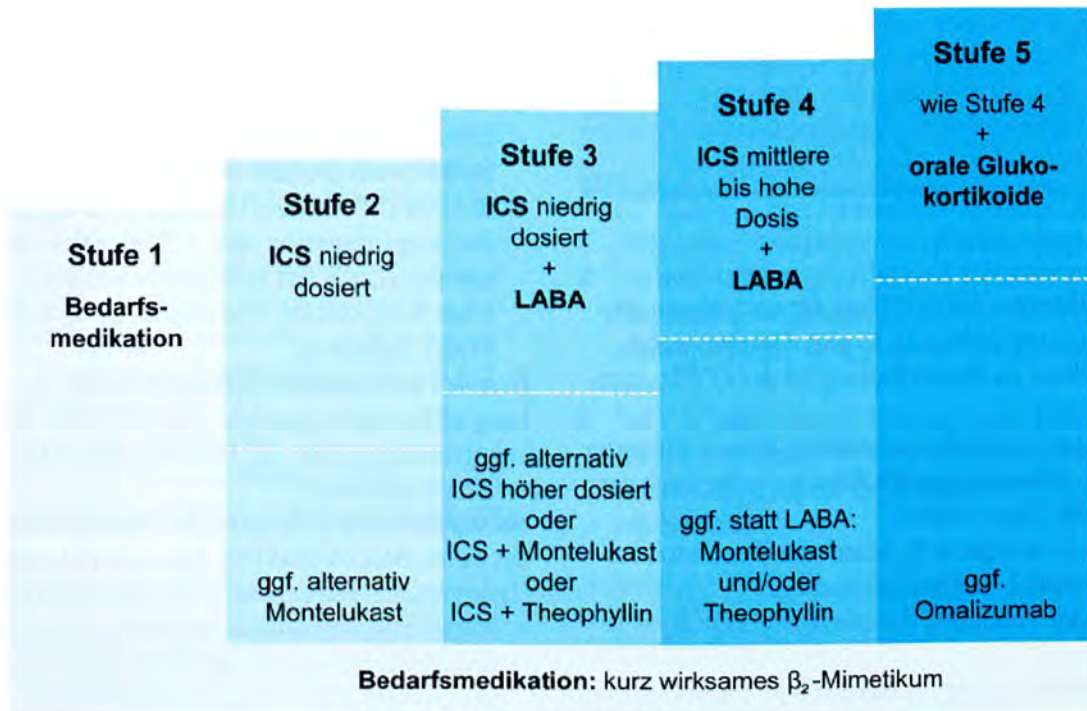 Stufe 1
Bedarfs-
medikation
Stufe 2
ICS niedrig
dosiert
ggf. alternativ
Montelukast
Stufe 3
ICS niedrig
dosiert
+
LABA
ggf. alternativ
ICS höher dosiert
oder
ICS + Montelukast
oder
ICS + Theophyllin
Stufe 4
ICS mittlere
bis hohe
Dosis
+
LABA
ggf. statt LABA:
Montelukast
und/oder
Theophyllin
Stufe 5
wie Stufe 4
+
orale Gluko-
kortikoide
ggf.
Omalizumab
Bedarfsmedikation: kurz wirksames β₂-Mimetikum